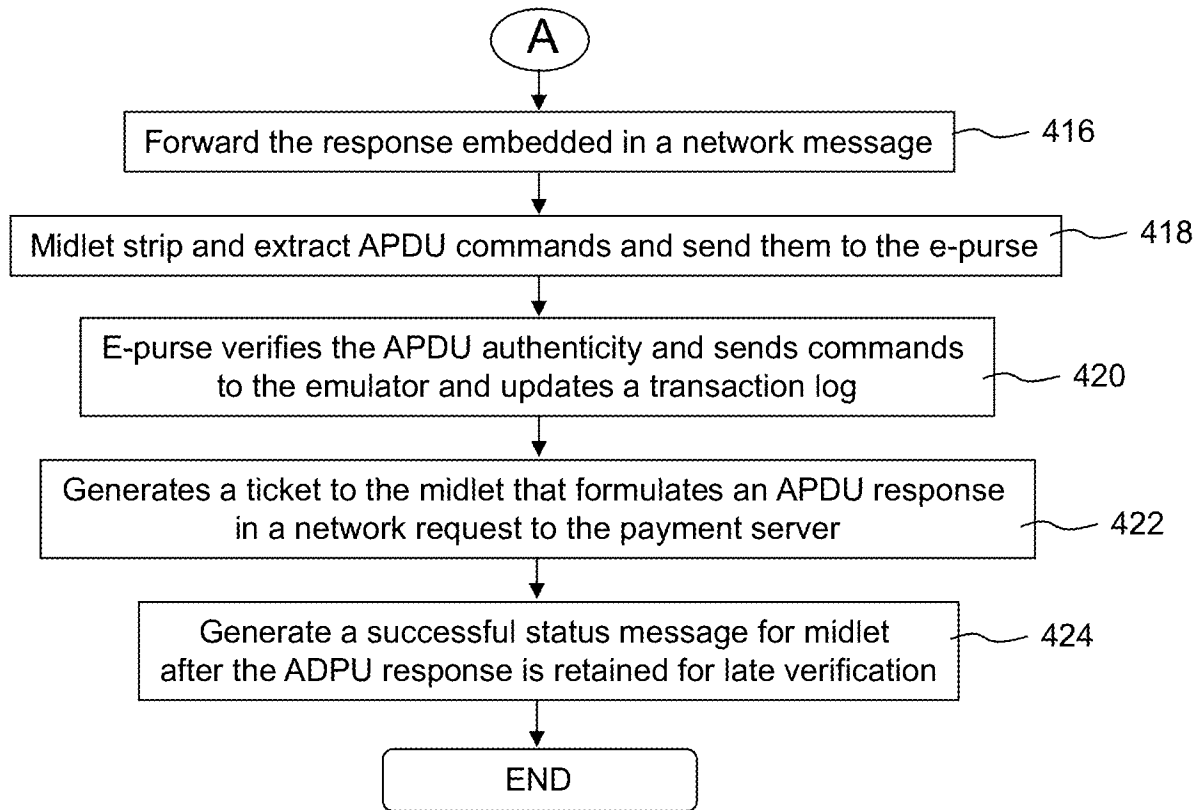 A
Forward the response embedded in a network message
416
Midlet strip and extract APDU commands and send them to the e-purse
418
E-purse verifies the APDU authenticity and sends commands
to the emulator and updates a transaction log
420
Generates a ticket to the midlet that formulates an APDU response
in a network request to the payment server
422
Generate a successful status message for midlet
after the ADPU response is retained for late verification
424
END